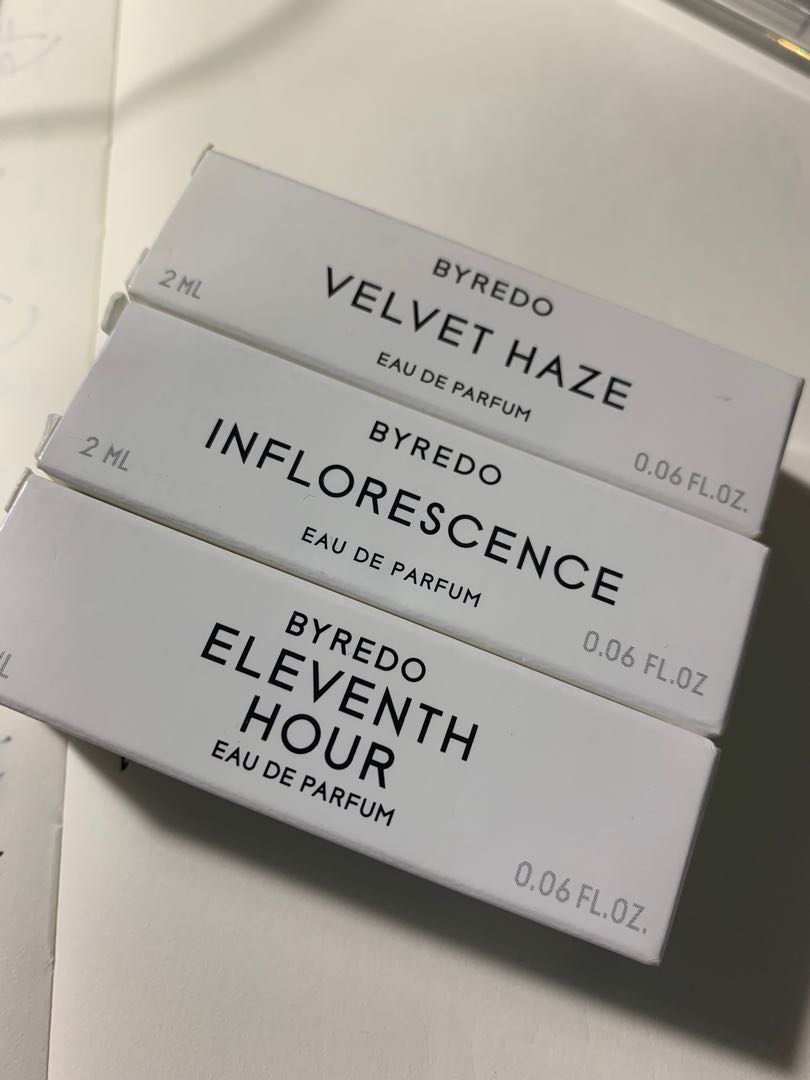 BYREDO
VELVET HAZE
EAU DE PARFUM
2 ML
0.06 FL.OZ.
BYREDO
INFLORESCENCE
EAU DE PARFUM
2 ML
0.06 FL.OZ
BYREDO
ELEVENTH
HOUR
EAU DE PARFUM
0.06 FL.OZ.